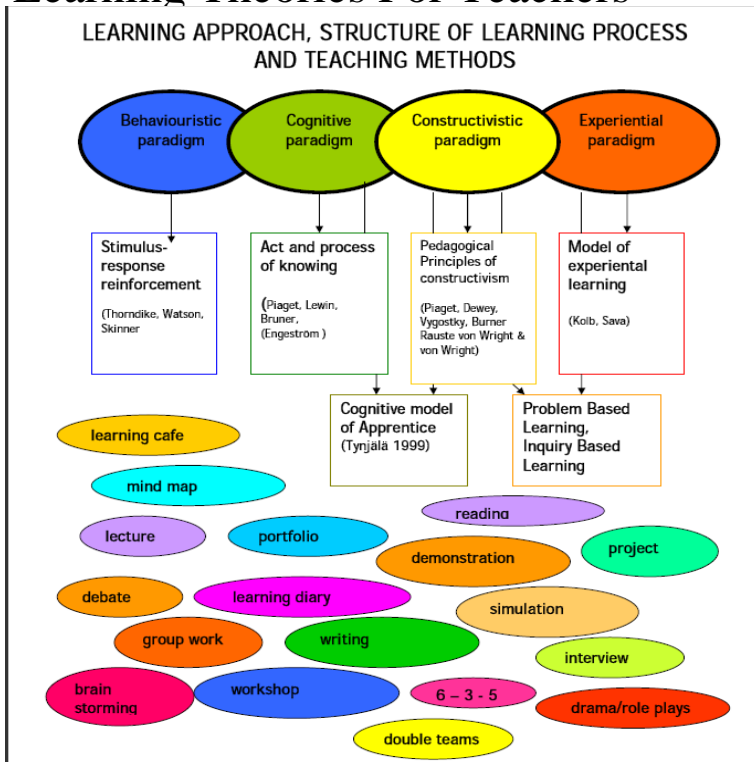 Learning Theories For Teachers
LEARNING APPROACH, STRUCTURE OF LEARNING PROCESS
AND TEACHING METHODS
Behaviouristic
paradigm
Cognitive
paradigm
Constructivistic
paradigm
Experiential
paradigm
Stimulus-
response
reinforcement
(Thorndike, Watson,
Skinner
Act and process
of knowing
(Piaget, Lewin,
Bruner,
(Engeström )
Pedagogical
Principles of
constructivism
(Piaget, Dewey,
Vygostky, Burner
Rauste von Wright &
von Wright)
Model of
experiental
learning
(Kolb, Sava)
Cognitive model
of Apprentice
(Tynjälä 1999)
Problem Based
Learning,
Inquiry Based
Learning
learning cafe
mind map
reading
lecture
portfolio
demonstration
project
debate
learning diary
simulation
group work
writing
interview
brain
storming
workshop
6 – 3 - 5
drama/role plays
double teams